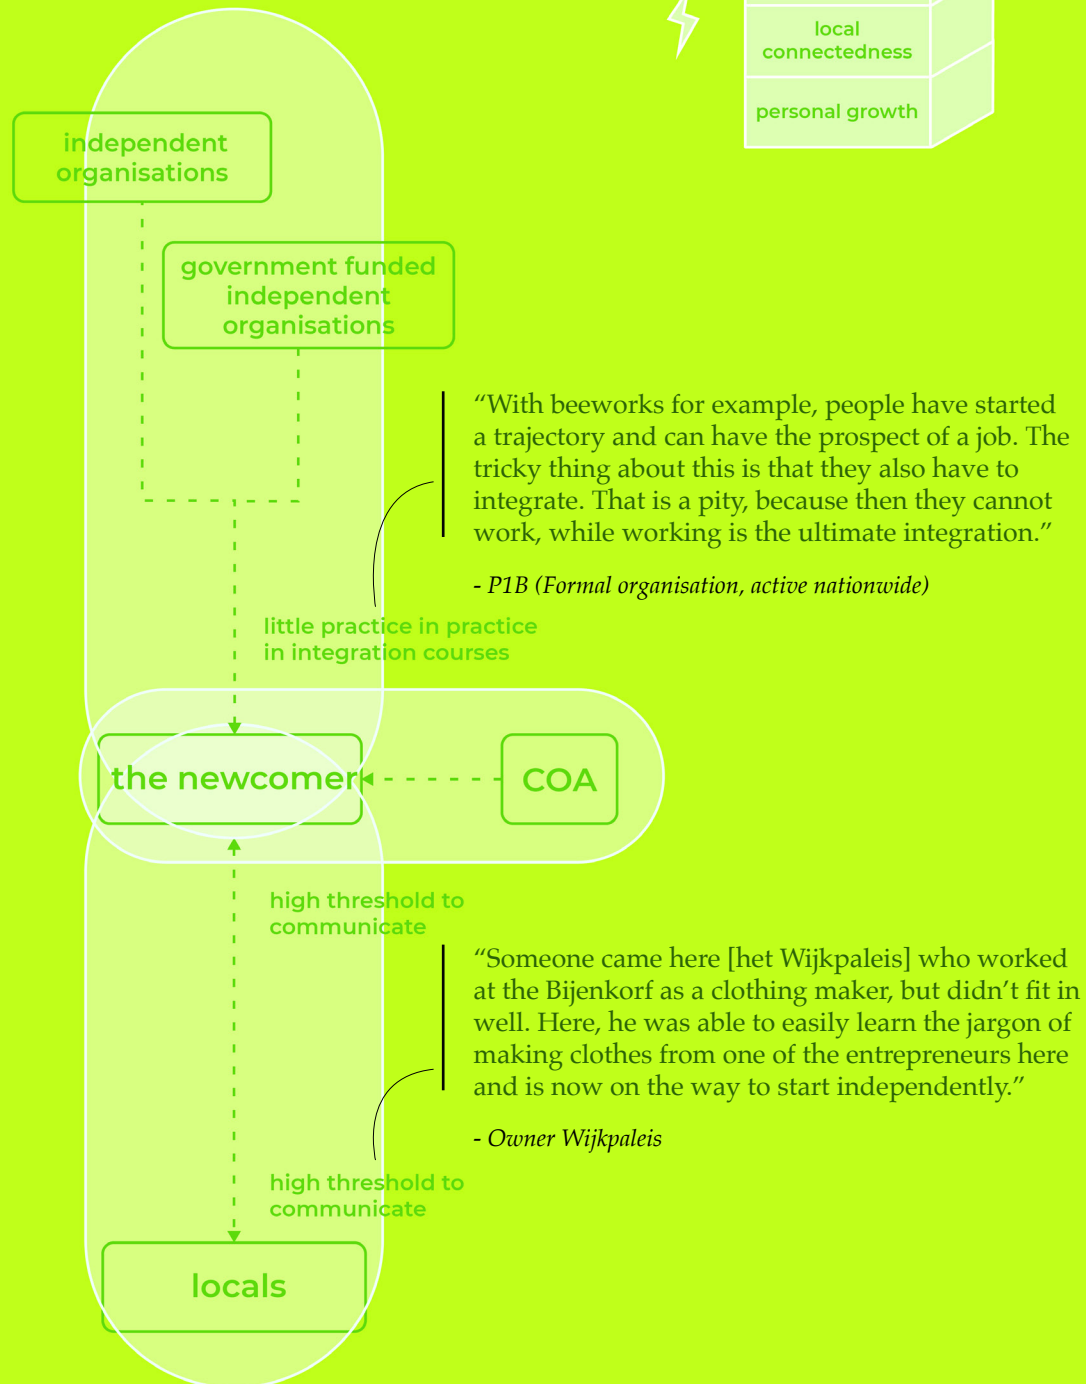 local
connectedness
personal growth
independent
organisations
government funded
independent
organisations
“With beeworks for example, people have started
a trajectory and can have the prospect of a job. The
tricky thing about this is that they also have to
integrate. That is a pity, because then they cannot
work, while working is the ultimate integration.”
- P1B (Formal organisation, active nationwide)
little practice in practice
in integration courses
the newcomer
COA
high threshold to
communicate
“Someone came here [het Wijkpaleis] who worked
at the Bijenkorf as a clothing maker, but didn’t fit in
well. Here, he was able to easily learn the jargon of
making clothes from one of the entrepreneurs here
and is now on the way to start independently.”
- Owner Wijkpaleis
high threshold to
communicate
locals